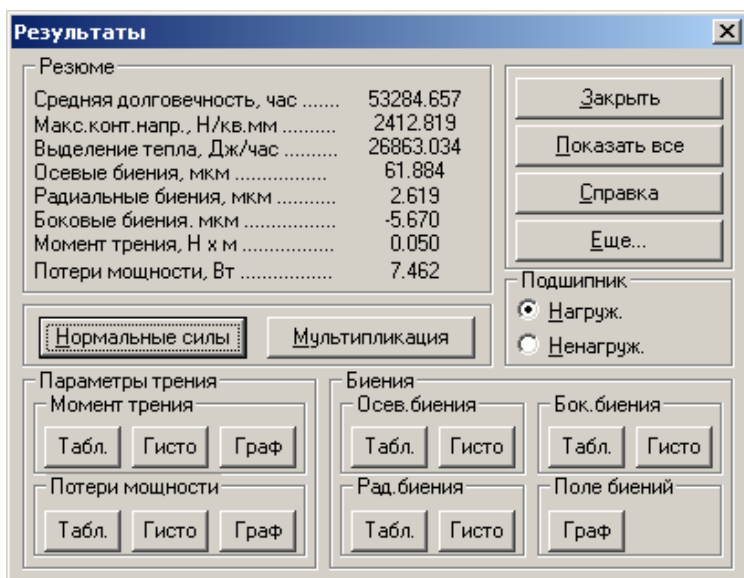 Результаты
Резюме
Средняя долговечность, час ....... 53284.657
Макс.конт.напр., Н/кв.мм .......... 2412.819
Выделение тепла, Дж/час .......... 26863.034
Осевые биения, мкм ................. 61.884
Радиальные биения, мкм ........... 2.619
Боковые биения. мкм ............... -5.670
Момент трения, Н х м ................ 0.050
Потери мощности, Вт ................. 7.462
Закрыть
Показать все
Справка
Еще...
Подшипник
Нагруж.
Ненагруж.
Нормальные силы Мультипликация
Параметры трения
Момент трения
Табл. Гисто Граф
Потери мощности
Табл. Гисто Граф
Биения
Осев.биения
Табл. Гисто
Бок.биения
Табл. Гисто
Рад.биения
Табл. Гисто
Поле биений
Граф